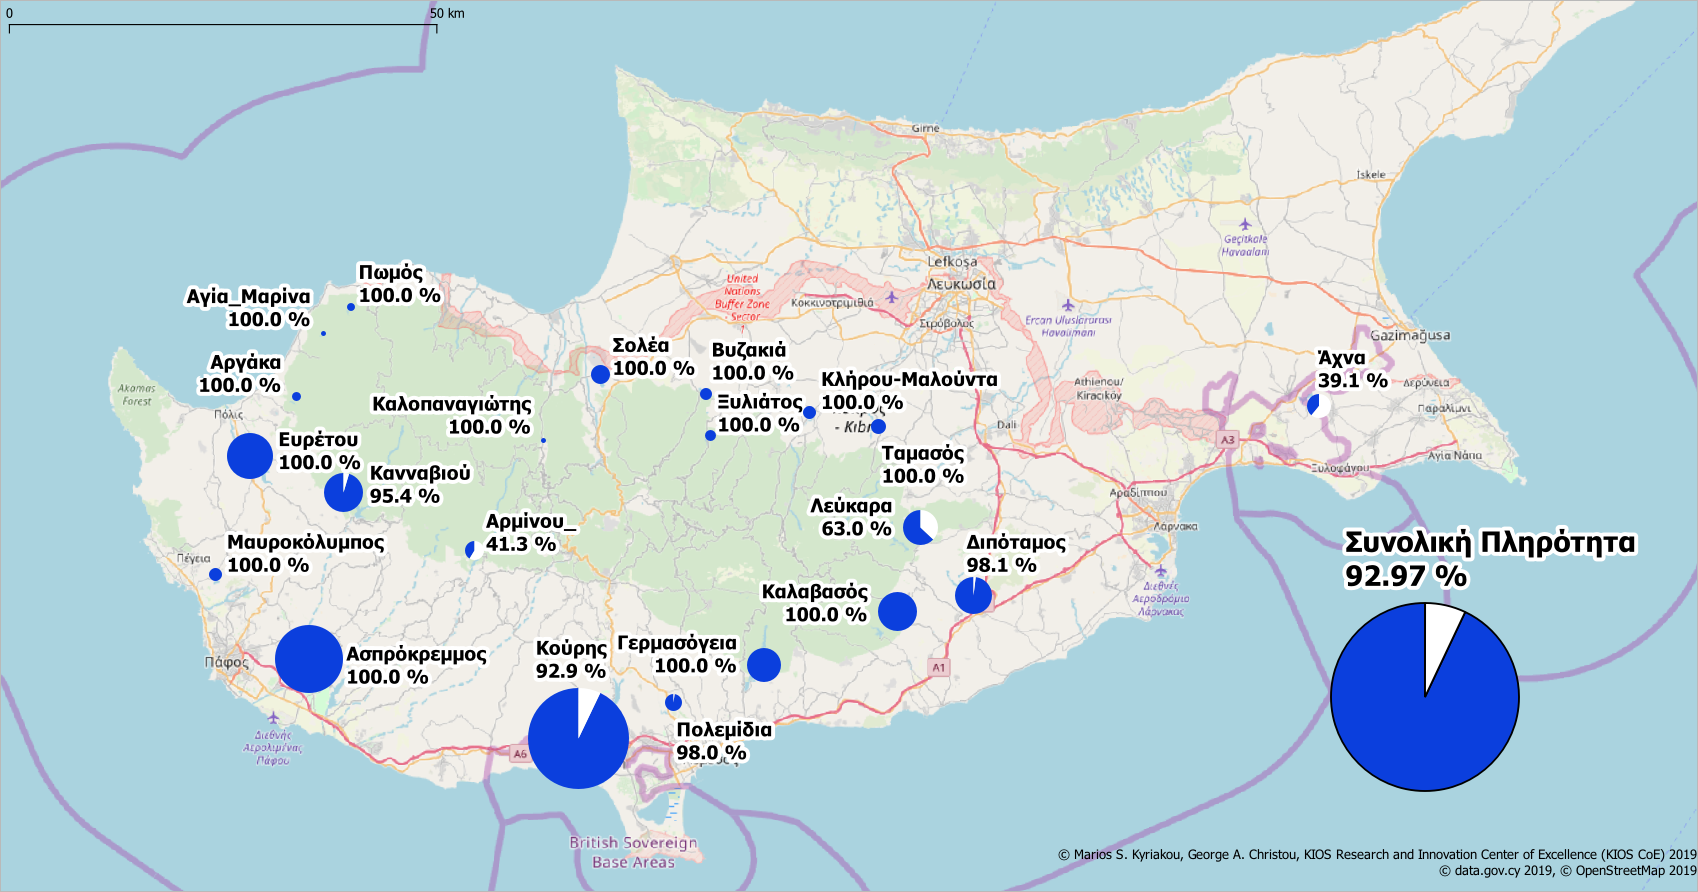 0 50 km
Girne
Iskele
Geçitkale
Havaalanı
Lefkoşa
Λευκωσία
United
Nations
Buffer Zone
- Sector
Κοκκινοτριμιθιά
Στρόβολος
Ercan Uluslararası
Havalimanı
Gazimağusa
Πωμός
100.0 %
Αγία_Μαρίνα
100.0 %
Σολέα
100.0 %
Βυζακιά
100.0 %
Άχνα
39.1 %
Αργάκα
100.0 %
Κλήρου-Μαλούντα
100.0 %
Akamas
Forest
Athienou/
Kiracıköy
Δερύνεια
Παραλίμνι
Πόλις
Καλοπαναγιώτης
100.0 %
Ξυλιάτος
100.0 %
- Kıbr
Dali
A3
Ευρέτου
100.0 %
Ταμασός
100.0 %
Αγία Νάπα
Ξυλοφάγου
Κανναβιού
95.4 %
Αραδίππου
Λεύκαρα
63.0 %
Λάρνακα
Αρμίνου_
41.3 %
Μαυροκόλυμπος
100.0 %
Πέγεια
Διπόταμος
98.1 %
Συνολική Πληρότητα
92.97 %
Διεθνής
Αεροδρόμιο
Λάρνακας
Καλαβασός
100.0 %
Γερμασόγεια
100.0 %
Κούρης
92.9 %
Ασπρόκρεμμος
100.0 %
Πάφος
A1
Διεθνής
Αερολιμένας
Πάφου
A6
Πολεμίδια
98.0 %
British Sovereign
Base Areas
© Marios S. Kyriakou, George A. Christou, KIOS Research and Innovation Center of Excellence (KIOS CoE) 2019
© data.gov.cy 2019, © OpenStreetMap 2019